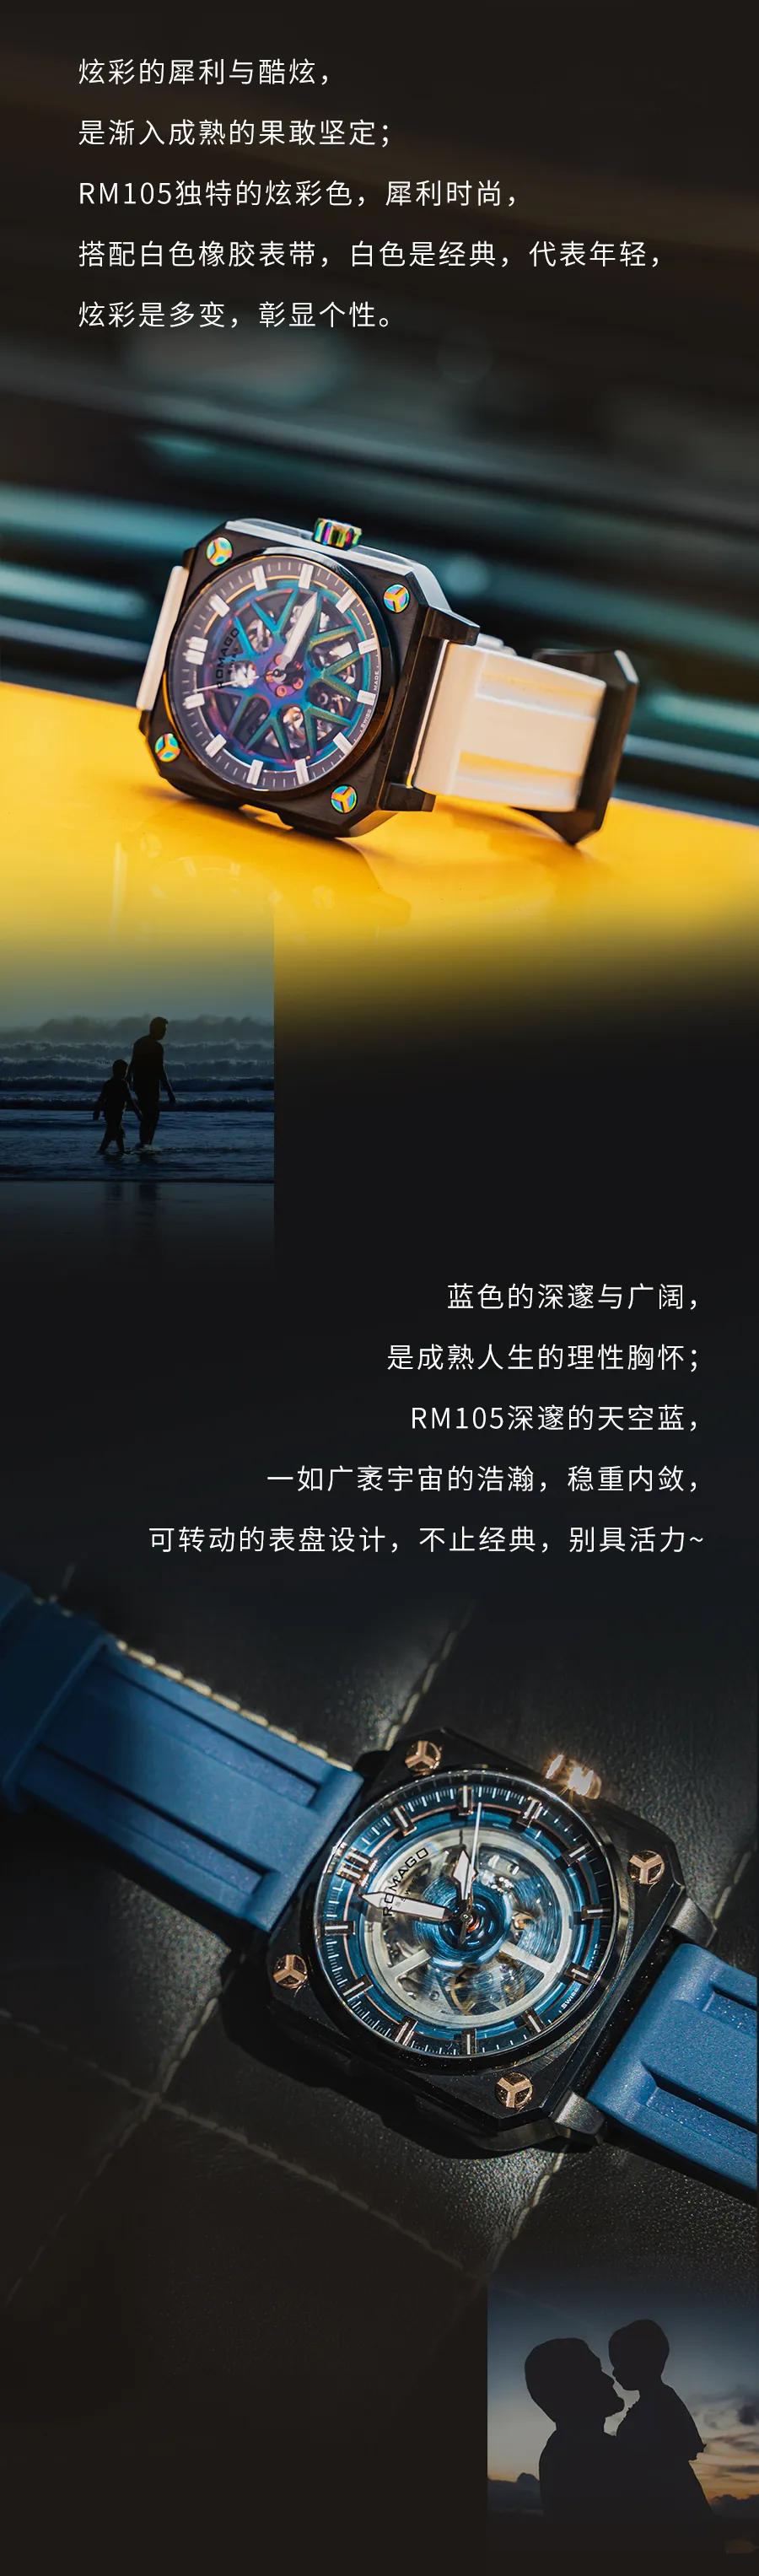 炫彩的犀利与酷炫，
是渐入成熟的果敢坚定；
RM105独特的炫彩色，犀利时尚，
搭配白色橡胶表带，白色是经典，代表年轻，
炫彩是多变，彰显个性。
ROMAGO
SWISS MADE
蓝色的深邃与广阔，
是成熟人生的理性胸怀；
RM105深邃的天空蓝，
一如广袤宇宙的浩瀚，稳重内敛，
可转动的表盘设计，不止经典，别具活力~
ROMAGO
SWISS